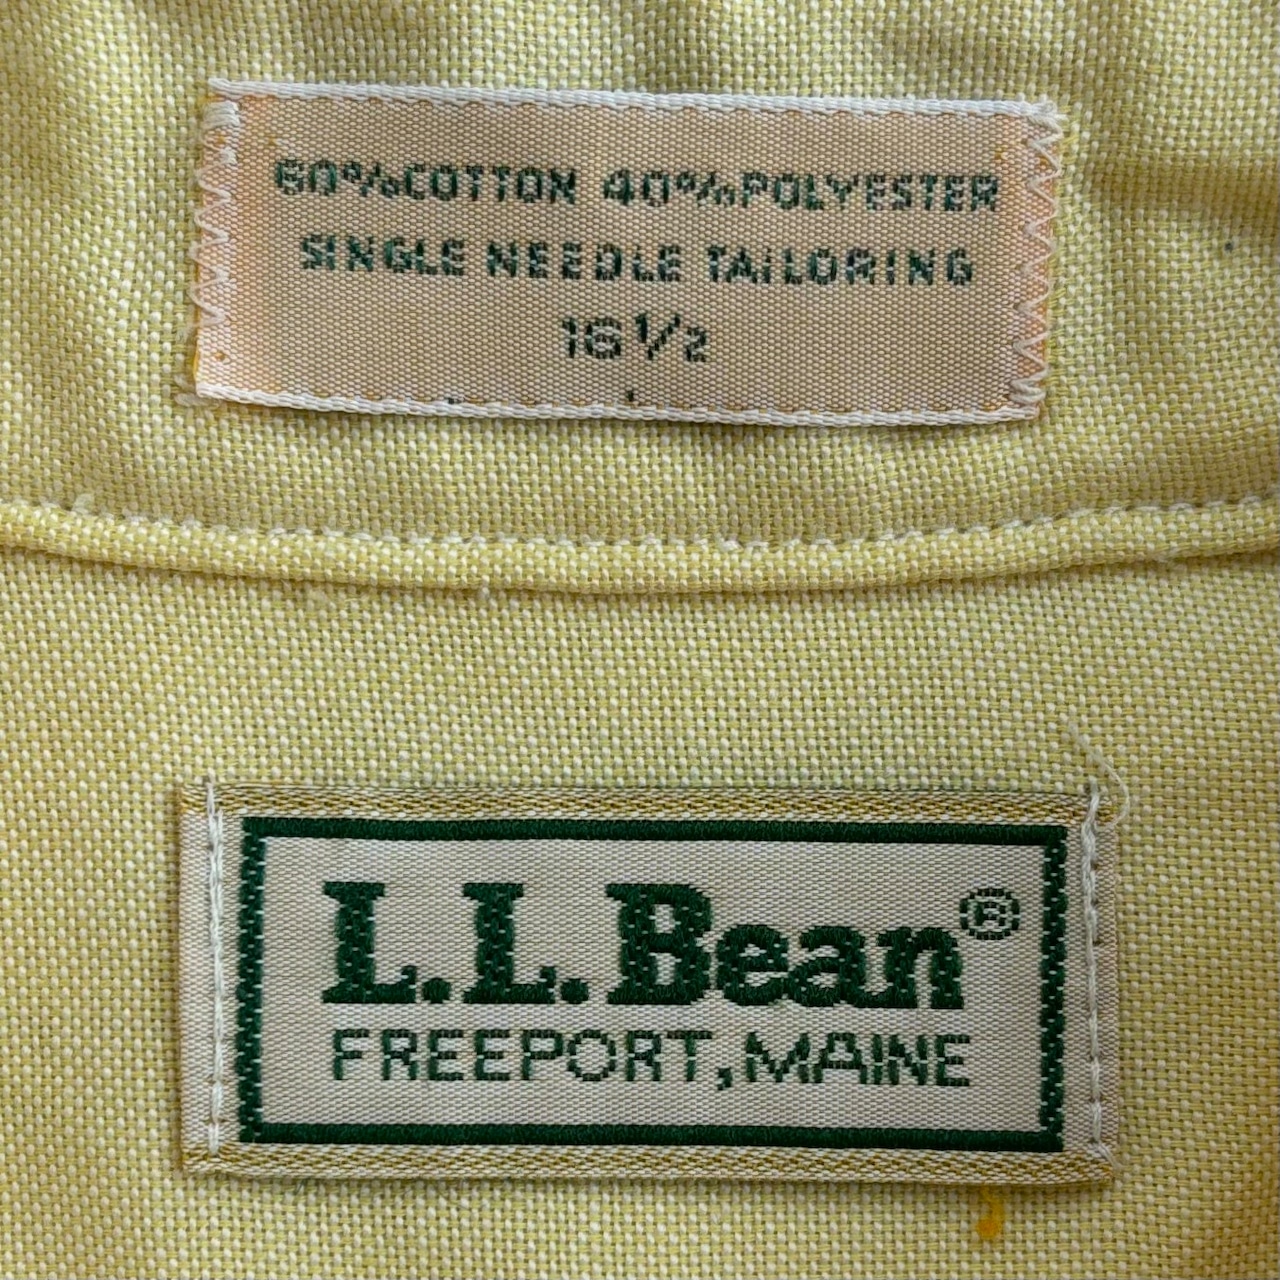 60%COTTON 40%POLYESTER
SINGLE NEEDLE TAILORING
16 1/2
L.L.Bean®
FREEPORT, MAINE